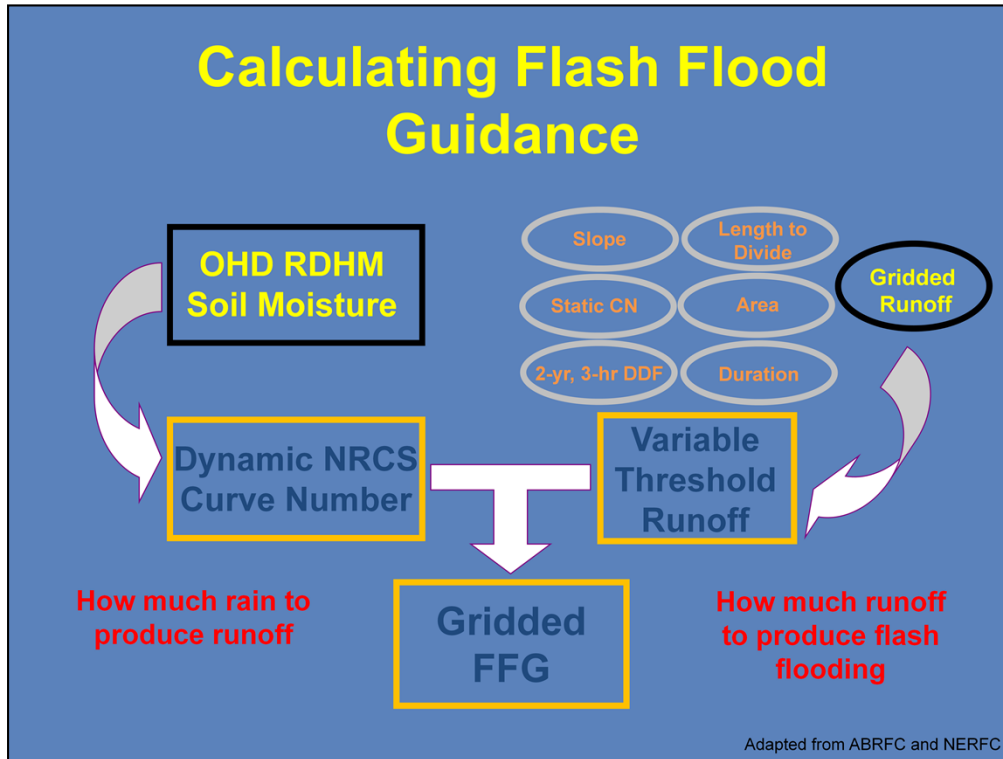 Calculating Flash Flood
Guidance
OHD RDHM
Soil Moisture
Slope
Length to
Divide
Gridded
Runoff
Static CN
Area
2-yr, 3-hr DDF
Duration
Dynamic NRCS
Curve Number
Variable
Threshold
Runoff
How much rain to
produce runoff
Gridded
FFG
How much runoff
to produce flash
flooding
Adapted from ABRFC and NERFC